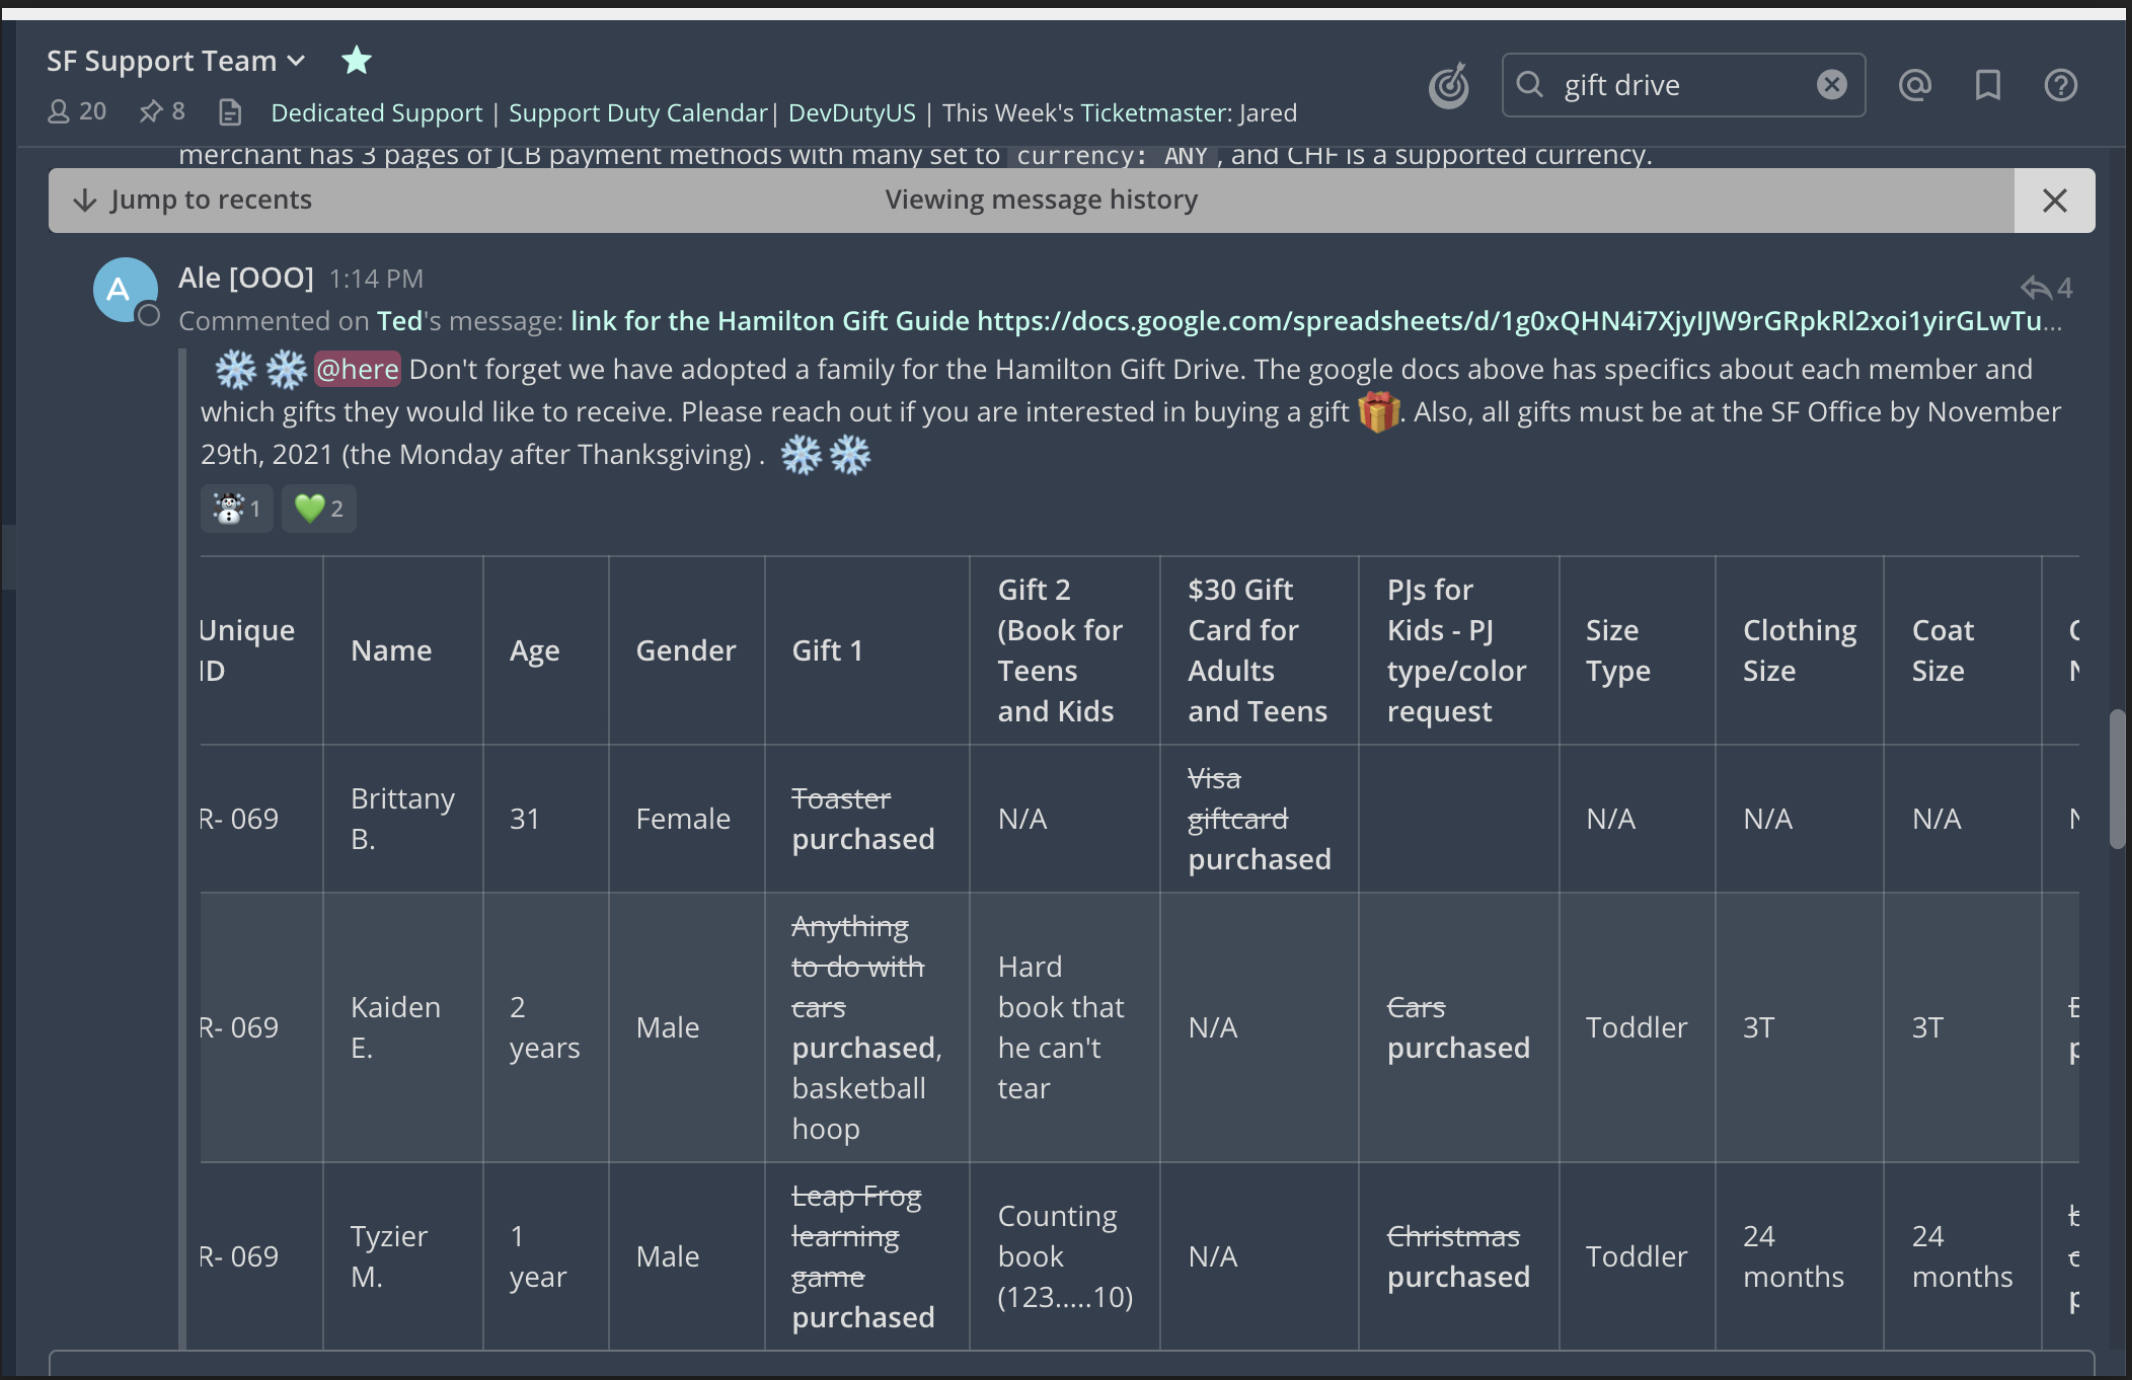 SF Support Team
gift drive
20 8 Dedicated Support | Support Duty Calendar| DevDutyUS | This Week's Ticketmaster: Jared
merchant has 3 pages of JCB payment methods with many set to currency: ANY , and CHF is a supported currency.
Jump to recents
Viewing message history
A
Ale [OOO] 1:14 PM
4
Commented on Ted's message: link for the Hamilton Gift Guide https://docs.google.com/spreadsheets/d/1g0xQHN4i7XjyIJW9rGRpkRl2xoi1yirGLwTu...
@here Don't forget we have adopted a family for the Hamilton Gift Drive. The google docs above has specifics about each member and
which gifts they would like to receive. Please reach out if you are interested in buying a gift . Also, all gifts must be at the SF Office by November
29th, 2021 (the Monday after Thanksgiving) .
1 2
Unique
ID
Name
Age
Gender
Gift 1
Gift 2
(Book for
Teens
and Kids
$30 Gift
Card for
Adults
and Teens
PJs for
Kids - PJ
type/color
request
Size
Type
Clothing
Size
Coat
Size
R- 069
Brittany
B.
31
Female
Toaster
purchased
N/A
Visa
giftcard
purchased
N/A
N/A
N/A
R- 069
Kaiden
E.
2
years
Male
Anything
to do with
cars
purchased,
basketball
hoop
Hard
book that
he can't
tear
N/A
Cars
purchased
Toddler
3T
3T
R- 069
Tyzier
M.
1
year
Male
Leap Frog
learning
game
purchased
Counting
book
(123.....10)
N/A
Christmas
purchased
Toddler
24
months
24
months